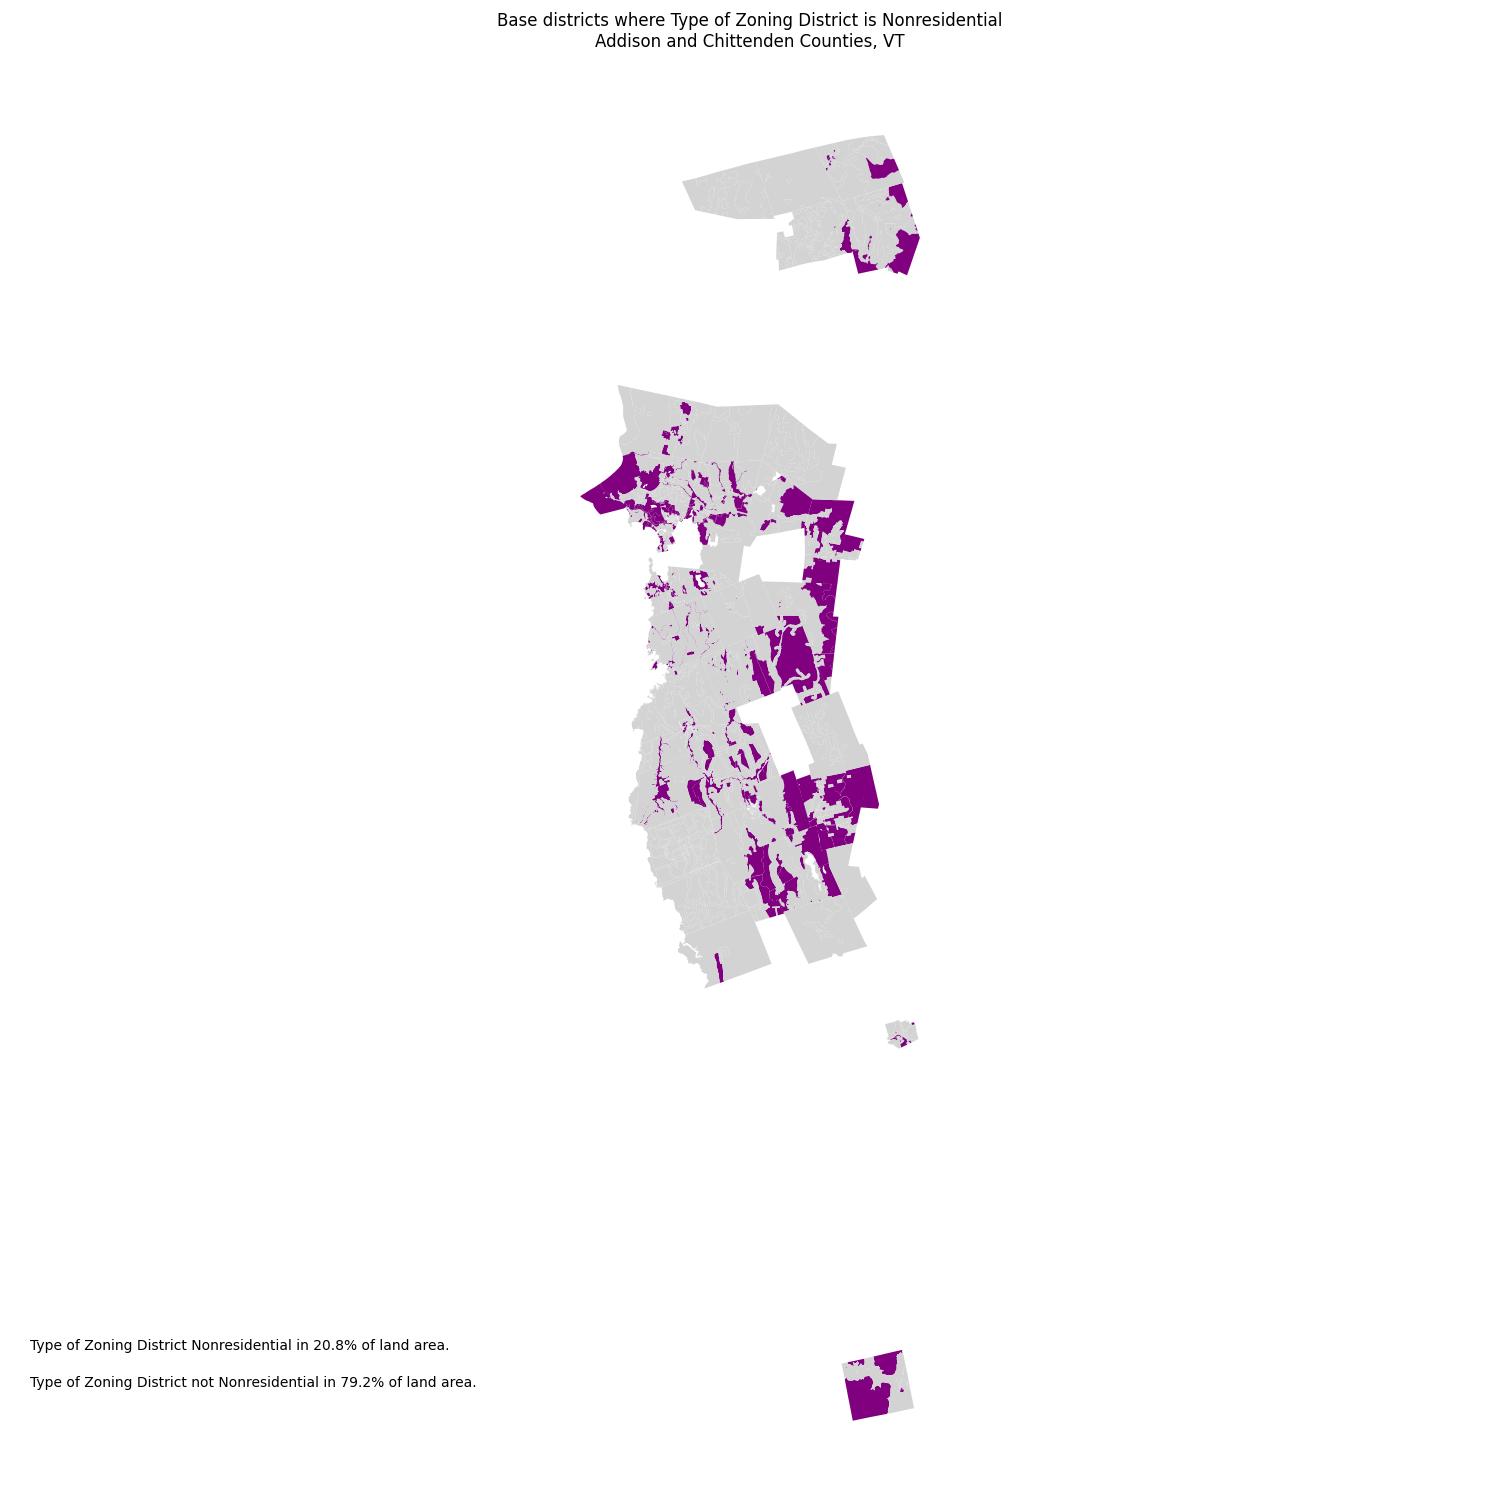 Base districts where Type of Zoning District is Nonresidential
Addison and Chittenden Counties, VT
Type of Zoning District Nonresidential in 20.8% of land area.
Type of Zoning District not Nonresidential in 79.2% of land area.